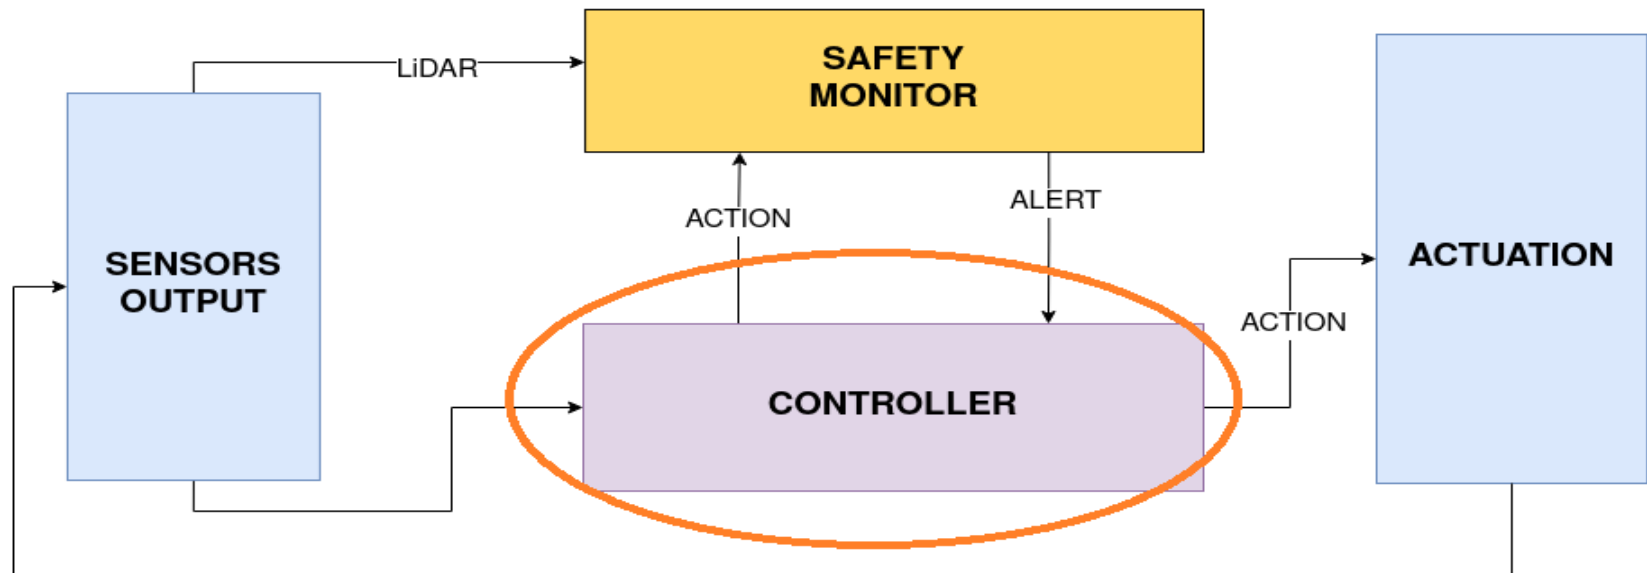 LiDAR
SAFETY
MONITOR
SENSORS
OUTPUT
ACTION
ALERT
CONTROLLER
ACTION
ACTUATION